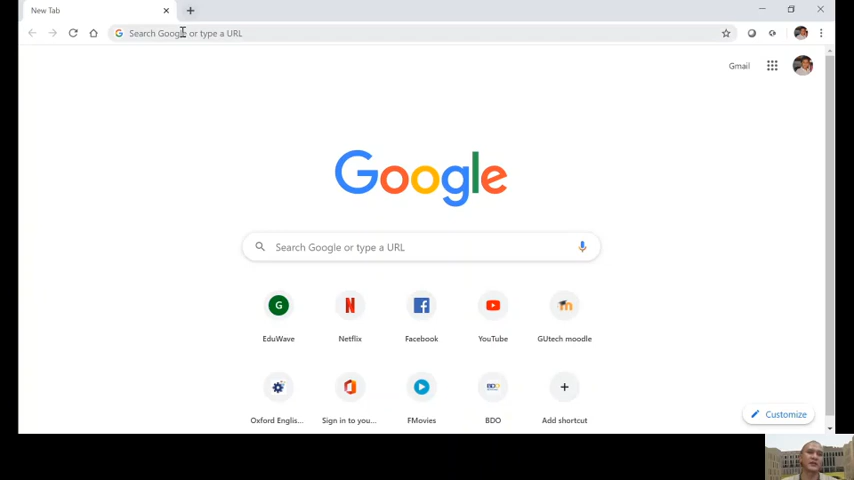 New Tab
Search Google or type a URL
Gmail
Google
Search Google or type a URL
G
EduWave
Netflix
Facebook
YouTube
GUtech moodle
BDO
Oxford Englis...
Sign in to you...
FMovies
BDO
Add shortcut
Customize